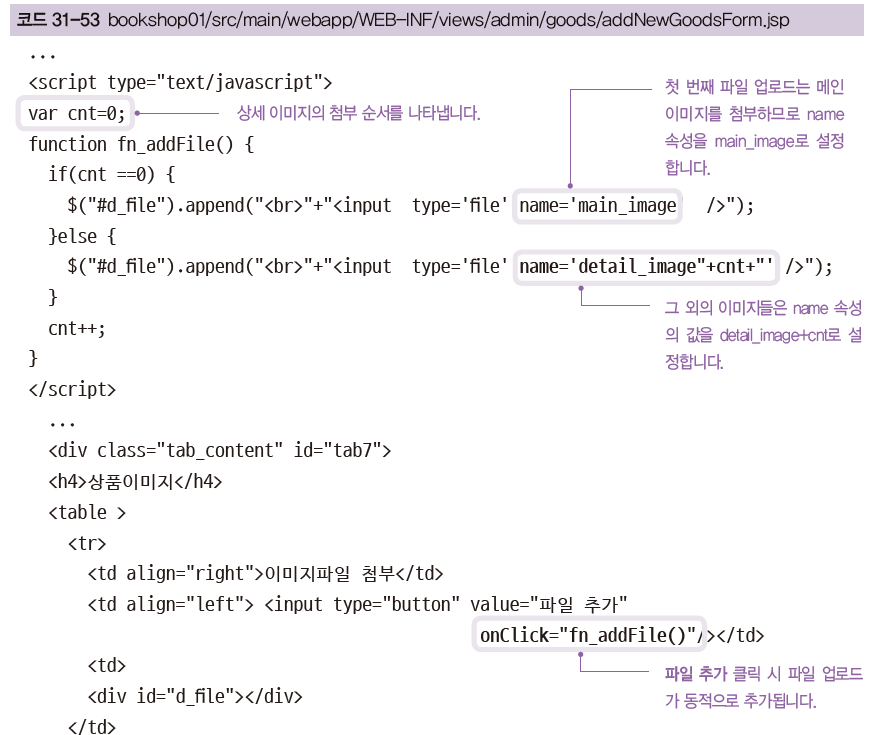 코드 31-53 bookshop01/src/main/webapp/WEB-INF/views/admin/goods/addNewGoodsForm.jsp
...
<script type="text/javascript">
var cnt=0;
상세 이미지의 첨부 순서를 나타냅니다.
첫 번째 파일 업로드는 메인
이미지를 첨부하므로 name
속성을 main_image로 설정
합니다.
function fn_addFile() {
if(cnt ==0) {
$("#d_file").append("<br>"+"<input type='file' name='main_image />");
}else {
$("#d_file").append("<br>"+"<input type='file' name='detail_image"+cnt+"' />");
}
그 외의 이미지들은 name 속성
의 값을 detail_image+cnt로 설
정합니다.
cnt++;
}
</script>
...
<div class="tab_content" id="tab7">
<h4>상품이미지</h4>
<table >
<tr>
<td align="right">이미지파일 첨부</td>
<td align="left"> <input type="button" value="파일 추가"
onClick="fn_addFile()"/></td>
<td>
파일 추가 클릭 시 파일 업로드
가 동적으로 추가됩니다.
<div id="d_file"></div>
</td>